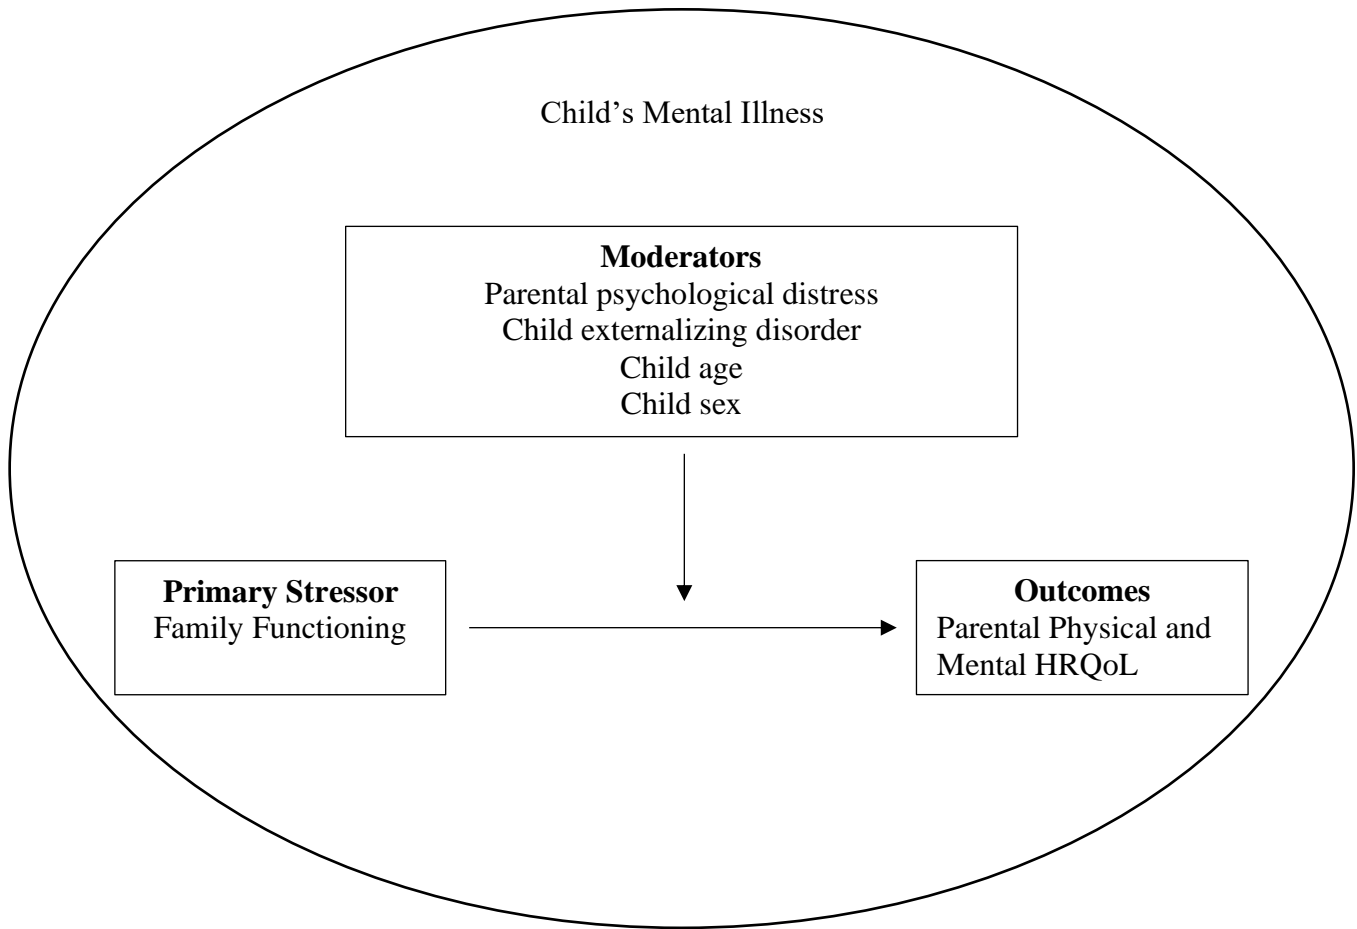 Child’s Mental Illness
Moderators
Parental psychological distress
Child externalizing disorder
Child age
Child sex
Primary Stressor
Family Functioning
Outcomes
Parental Physical and
Mental HRQoL